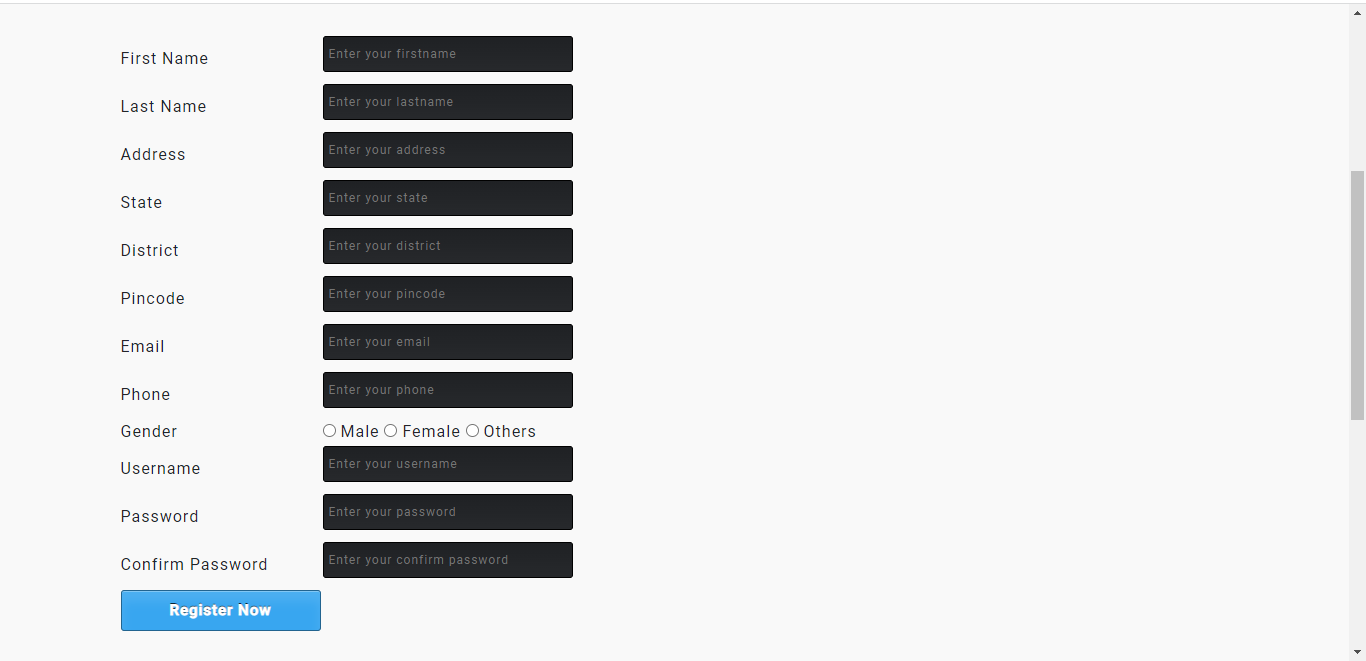 First Name Enter your firstname
Last Name Enter your lastname
Address Enter your address
State Enter your state
District Enter your district
Pincode Enter your pincode
Email Enter your email
Phone Enter your phone
Gender Male Female Others
Username Enter your username
Password Enter your password
Confirm Password Enter your confirm password
Register Now